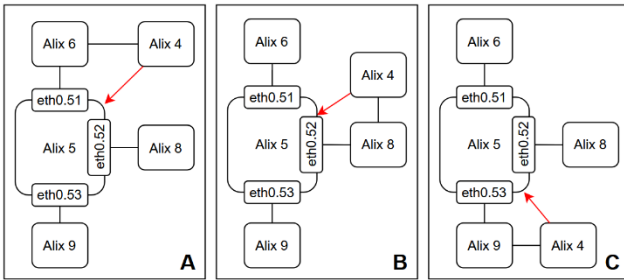 Alix 6
Alix 4
eth0.51
Alix 5
eth0.52
Alix 8
eth0.53
Alix 9
A
Alix 6
Alix 4
eth0.51
Alix 5
eth0.52
Alix 8
eth0.53
Alix 9
B
Alix 6
eth0.51
Alix 5
eth0.52
Alix 8
eth0.53
Alix 9
Alix 4
C